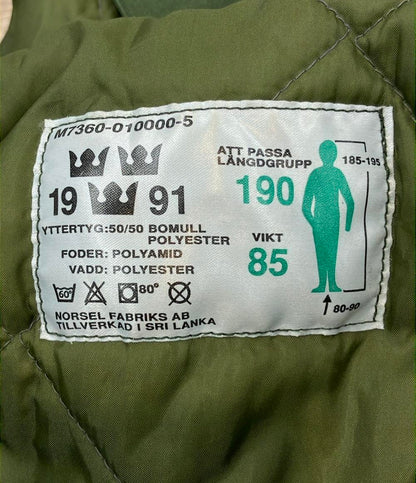 M7360-010000-5
19 91
YTTERTYG:50/50 BOMULL
POLYESTER
FODER: POLYAMID
VADD: POLYESTER
60° 80°
NORSEL FABRIKS AB
TILLVERKAD I SRI LANKA
ATT PASSA
LÄNGDGRUPP
190
VIKT
85
185-195
80-90